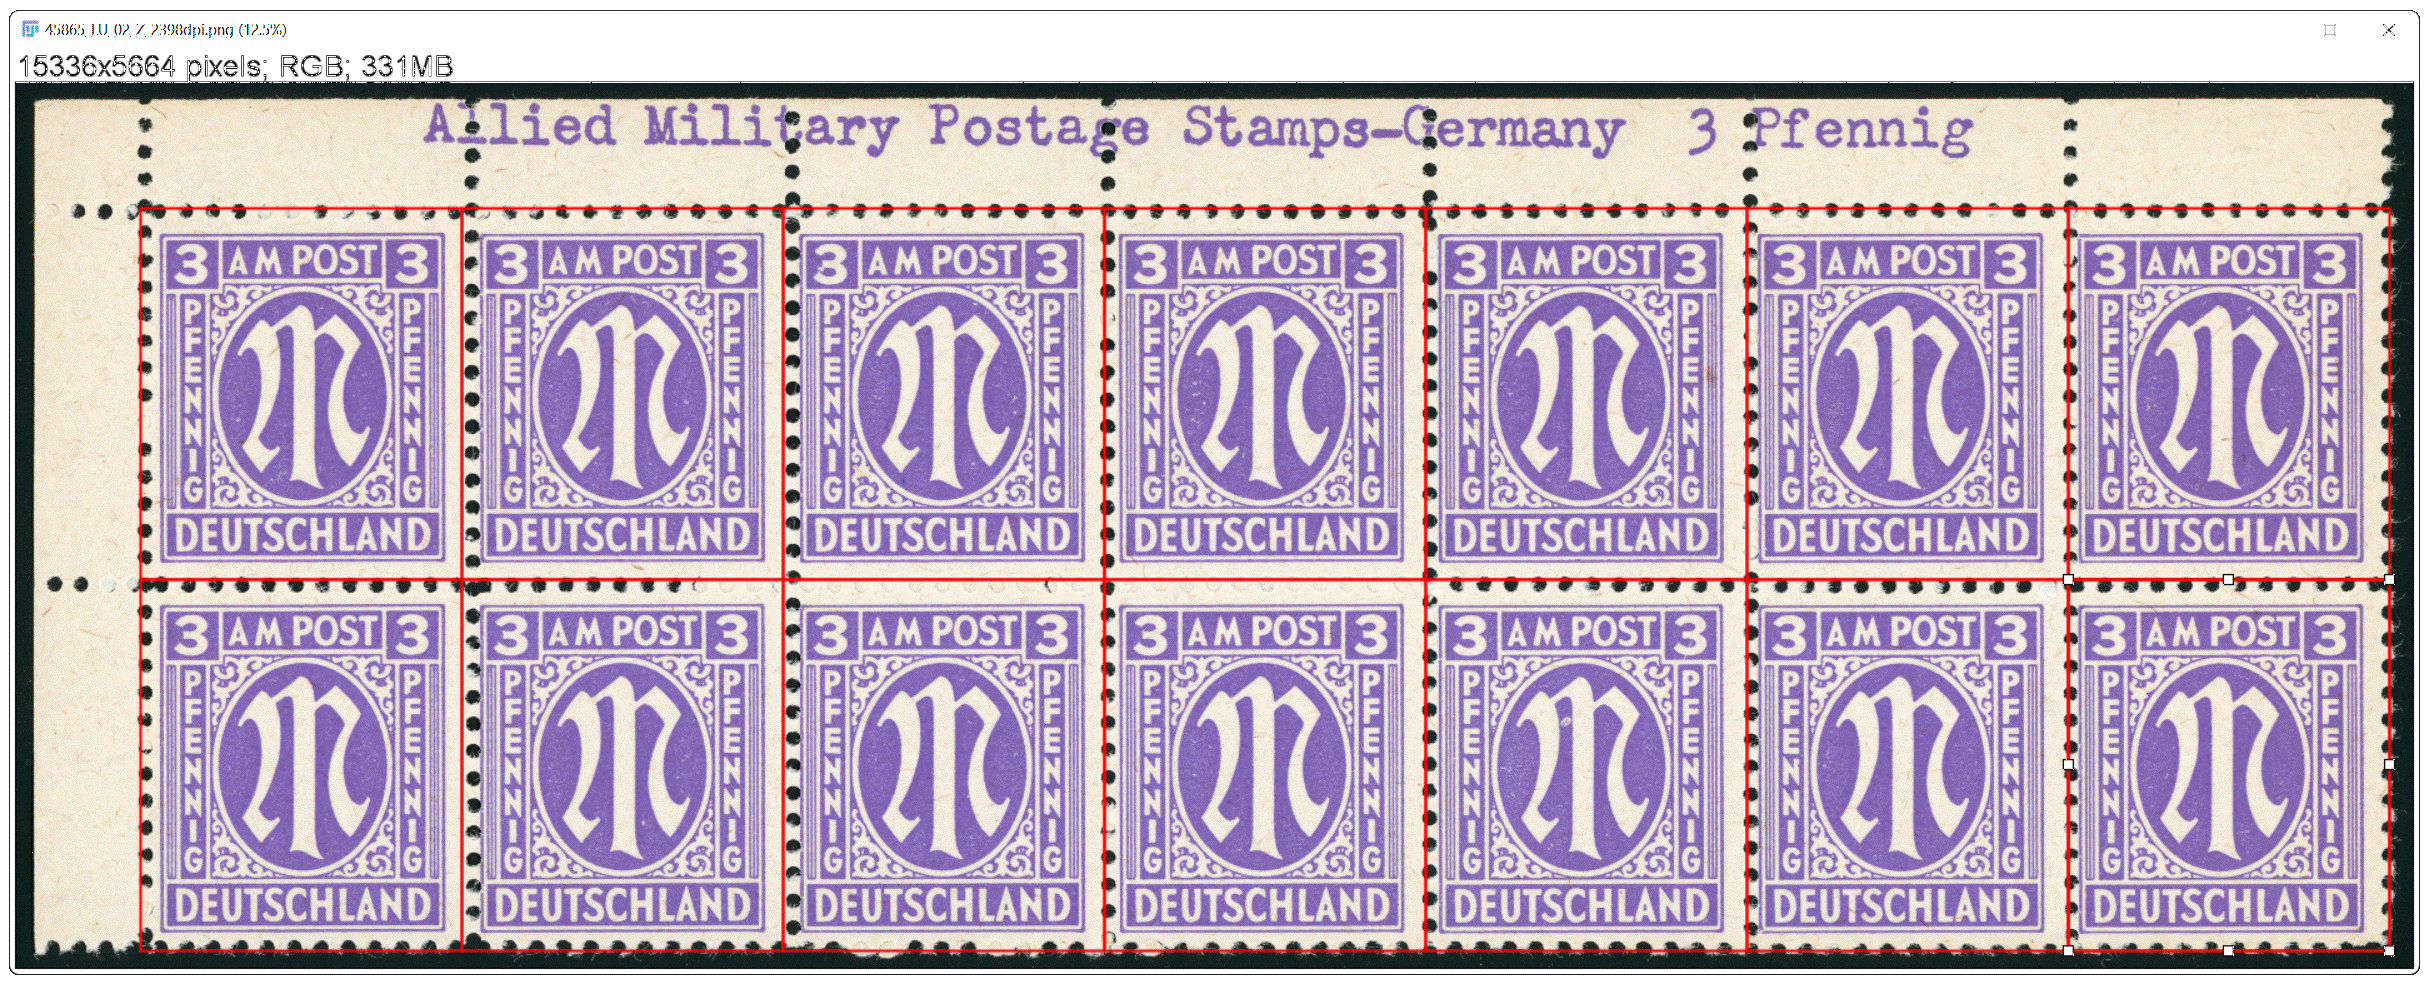 45865_LU_02_Z_2398dpi.png (12.5%)
15336x5664 pixels; RGB; 331MB
Allied Military Postage Stamps-Germany 3 Pfennig
3 AM POST 3 3 AM POST 3 3 AM POST 3 3 AM POST 3 3 AM POST 3 3 AM POST 3 3 AM POST 3
PFENNIG PFENNIG PFENNIG PFENNIG PFENNIG PFENNIG PFENNIG PFENNIG PFENNIG PFENNIG PFENNIG PFENNIG PFENNIG PFENNIG
M M M M M M M
DEUTSCHLAND DEUTSCHLAND DEUTSCHLAND DEUTSCHLAND DEUTSCHLAND DEUTSCHLAND DEUTSCHLAND
3 AM POST 3 3 AM POST 3 3 AM POST 3 3 AM POST 3 3 AM POST 3 3 AM POST 3 3 AM POST 3
PFENNIG PFENNIG PFENNIG PFENNIG PFENNIG PFENNIG PFENNIG PFENNIG PFENNIG PFENNIG PFENNIG PFENNIG PFENNIG PFENNIG
M M M M M M M
DEUTSCHLAND DEUTSCHLAND DEUTSCHLAND DEUTSCHLAND DEUTSCHLAND DEUTSCHLAND DEUTSCHLAND